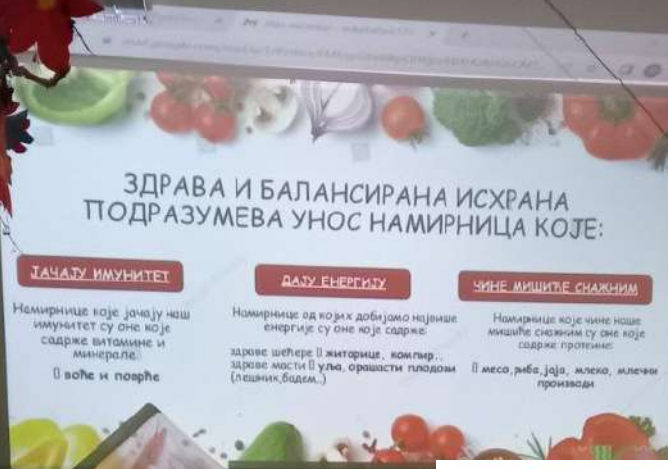 ЗДРАВА И БАЛАНСИРАНА ИСХРАНА
ПОДРАЗУМЕВА УНОС НАМИРНИЦА КОЈЕ:
ЈАЧАЈУ ИМУНИТЕТ
Намирнице које јачају наш
имунитет су оне које
садрже витамине и
минерале:
воће и поврће
ДАЈУ ЕНЕРГИЈУ
Намирнице од којих добијамо највише
енергије су оне које садрже:
здраве шећере житарице, компир..
здраве масти уља, орашасти плодови
(лешник,бадем..)
ЧИНЕ МИШИЋЕ СНАЖНИМ
Намирнице које чине наше
мишиће снажним су оне које
садрже протеине:
месо,риба,јаја, млеко, млечни
производи